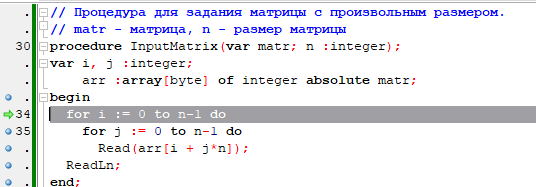 . // Процедура для задания матрицы с произвольным размером.
. // matr - матрица, n - размер матрицы
30 procedure InputMatrix(var matr; n :integer);
. var i, j :integer;
. arr :array[byte] of integer absolute matr;
. begin
34 for i := 0 to n-1 do
35 for j := 0 to n-1 do
. Read(arr[i + j*n]);
. ReadLn;
. end;